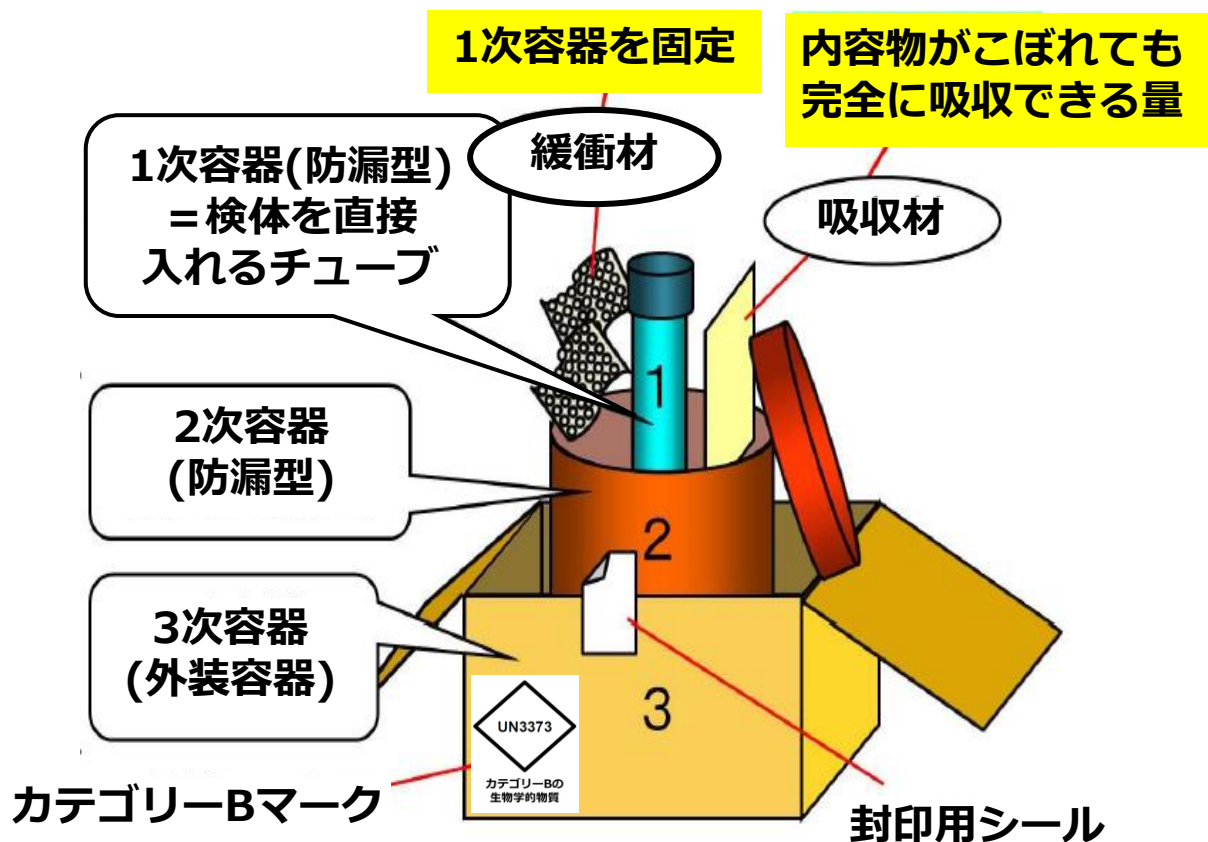 1次容器を固定
内容物がこぼれても
完全に吸収できる量
緩衝材
1次容器(防漏型)
=検体を直接
入れるチューブ
吸収材
1
2次容器
(防漏型)
2
3次容器
(外装容器)
3
UN3373
カテゴリーBの
生物学的物質
カテゴリーBマーク
封印用シール